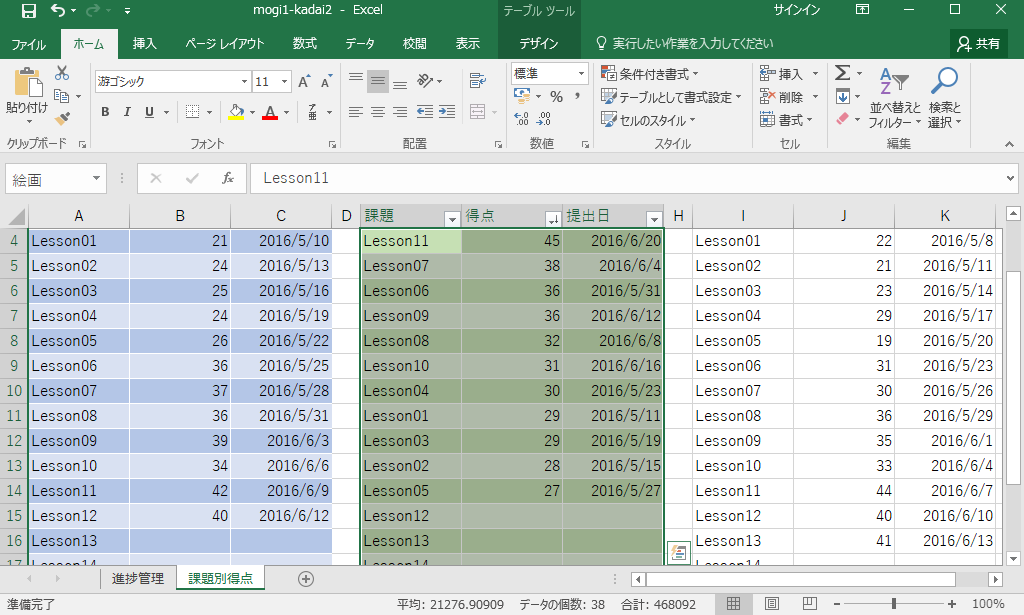 mogi1-kadai2 - Excel
テーブル ツール
サインイン
ファイル ホーム 挿入 ページ レイアウト 数式 データ 校閲 表示 デザイン 実行したい作業を入力してください 共有
貼り付け
游ゴシック 11
B I U
標準
条件付き書式
テーブルとして書式設定
セルのスタイル
挿入
削除
書式
並べ替えと
フィルター
検索と
選択
クリップボード フォント 配置 数値 スタイル セル 編集
絵画 fx Lesson11
A B C D 課題 得点 提出日 H I J K
4 Lesson01 21 2016/5/10 Lesson11 45 2016/6/20 Lesson01 22 2016/5/8
5 Lesson02 24 2016/5/13 Lesson07 38 2016/6/4 Lesson02 21 2016/5/11
6 Lesson03 25 2016/5/16 Lesson06 36 2016/5/31 Lesson03 23 2016/5/14
7 Lesson04 24 2016/5/19 Lesson09 36 2016/6/12 Lesson04 29 2016/5/17
8 Lesson05 26 2016/5/22 Lesson08 32 2016/6/8 Lesson05 19 2016/5/20
9 Lesson06 36 2016/5/25 Lesson10 31 2016/6/16 Lesson06 31 2016/5/23
10 Lesson07 37 2016/5/28 Lesson04 30 2016/5/23 Lesson07 30 2016/5/26
11 Lesson08 36 2016/5/31 Lesson01 29 2016/5/11 Lesson08 36 2016/5/29
12 Lesson09 39 2016/6/3 Lesson03 29 2016/5/19 Lesson09 35 2016/6/1
13 Lesson10 34 2016/6/6 Lesson02 28 2016/5/15 Lesson10 33 2016/6/4
14 Lesson11 42 2016/6/9 Lesson05 27 2016/5/27 Lesson11 44 2016/6/7
15 Lesson12 40 2016/6/12 Lesson12 Lesson12 40 2016/6/10
16 Lesson13 Lesson13 Lesson13 41 2016/6/13
17 Lesson14 Lesson14 Lesson14
進捗管理 課題別得点
準備完了 平均: 21276.90909 データの個数: 38 合計: 468092 100%